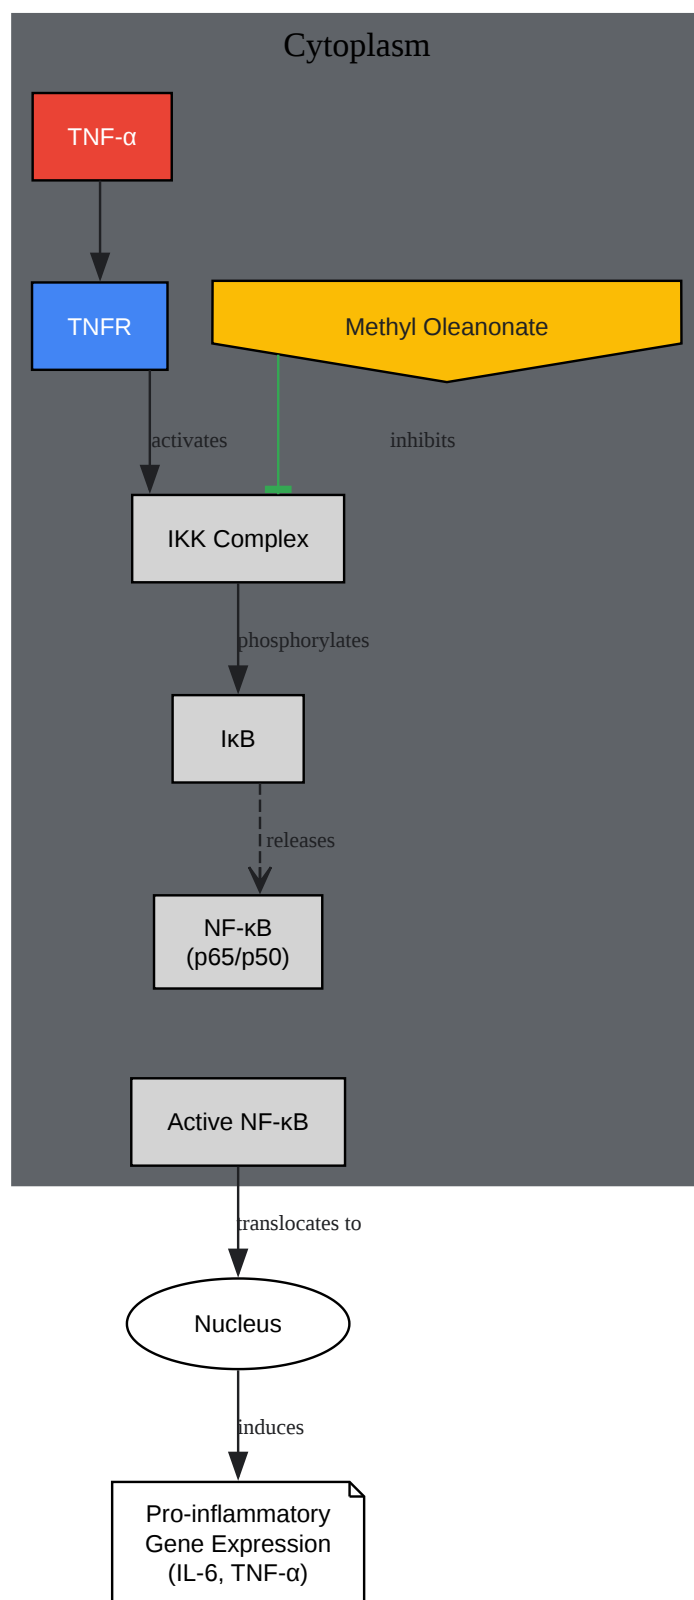 Cytoplasm
TNF-α
TNFR
Methyl Oleanonate
activates
inhibits
IKK Complex
phosphorylates
IκB
releases
NF-κB
(p65/p50)
Active NF-κB
translocates to
Nucleus
induces
Pro-inflammatory
Gene Expression
(IL-6, TNF-α)